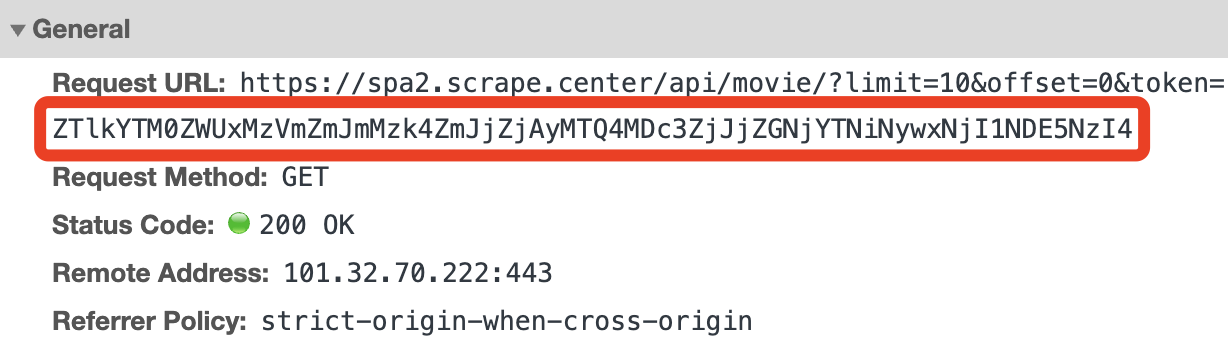 ▼ General
Request URL: https://spa2.scrape.center/api/movie/?limit=10&offset=0&token=
ZTlkYTM0ZWUxMzVmZmJmMzk4ZmJjZjAyMTQ4MDc3ZjJjZGNjYTNiNywxNjI1NDE5NzI4
Request Method: GET
Status Code: 200 OK
Remote Address: 101.32.70.222:443
Referrer Policy: strict-origin-when-cross-origin